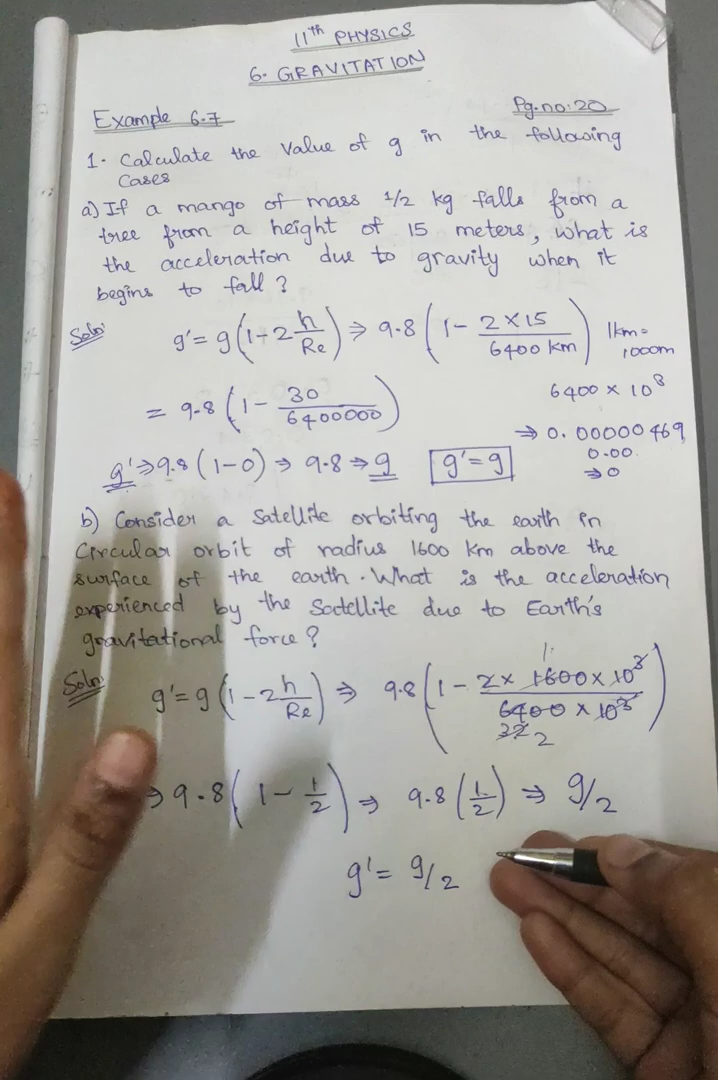 11th PHYSICS
6. GRAVITATION
Example 6.7 Pg.no:20
1. Calculate the Value of g in the following
Cases
a) If a mango of mass 1/2 kg falls from a
tree from a height of 15 meters, what is
the acceleration due to gravity when it
begins to fall?
Soln: g' = g(1-2 h/Re) ⇒ 9.8 (1 - 2×15/6400 km) 1km = 1000m
= 9.8 (1 - 30/6400000) 6400 × 10³
⇒ 0.00000469
0.00
⇒ 0
g' ⇒ 9.8 (1-0) ⇒ 9.8 ⇒ g g' = g
b) Consider a Satellite orbiting the earth in
Circular orbit of radius 1600 km above the
surface of the earth. What is the acceleration
experienced by the Sactellite due to Earth's
gravitational force?
Soln: g' = g (1-2 h/Re) ⇒ 9.8 (1 - 2× 1600 × 10³/6400 × 10³)
1
32 2
⇒ 9.8 (1 - 1/2) ⇒ 9.8 (1/2) ⇒ g/2
g' = g/2